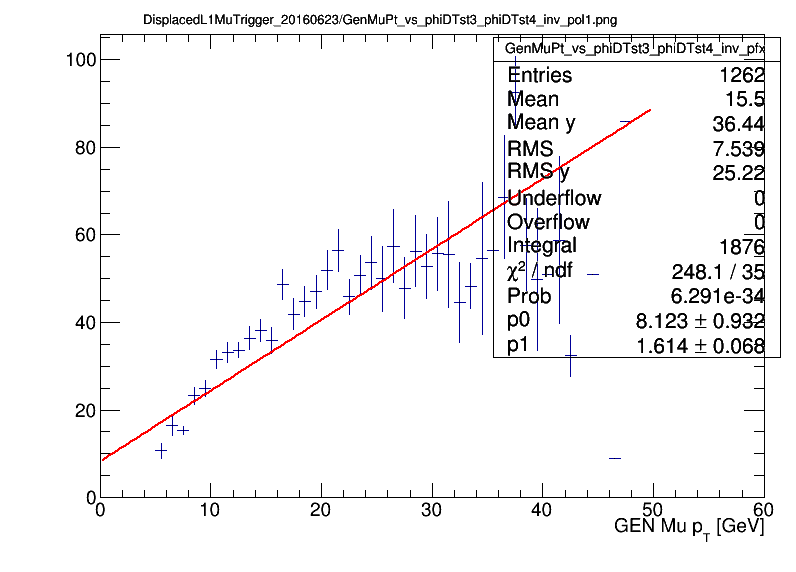 DisplacedL1MuTrigger_20160623/GenMuPt_vs_phiDTst3_phiDTst4_inv_pol1.png
GenMuPt_vs_phiDTst3_phiDTst4_inv_pfx
Entries 1262
Mean 15.5
Mean y 36.44
RMS 7.539
RMS y 25.22
Underflow 0
Overflow 0
Integral 1876
χ² / ndf 248.1 / 35
Prob 6.291e-34
p0 8.123 ± 0.932
p1 1.614 ± 0.068
100
80
60
40
20
0
0 10 20 30 40 50 60
GEN Mu p_T [GeV]